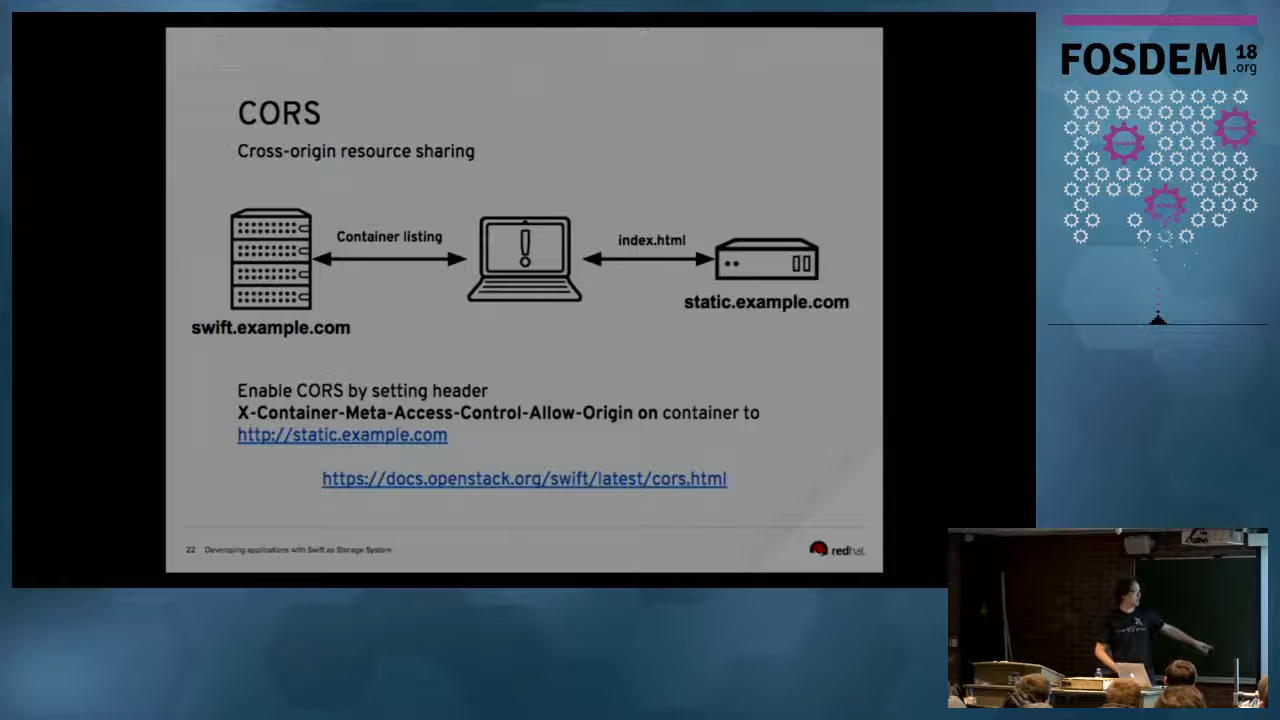 CORS
Cross-origin resource sharing
Container listing
index.html
static.example.com
swift.example.com
Enable CORS by setting header
X-Container-Meta-Access-Control-Allow-Origin on container to
http://static.example.com
https://docs.openstack.org/swift/latest/cors.html
22 Developing applications with Swift as Storage System
redhat
FOSDEM 18
.org